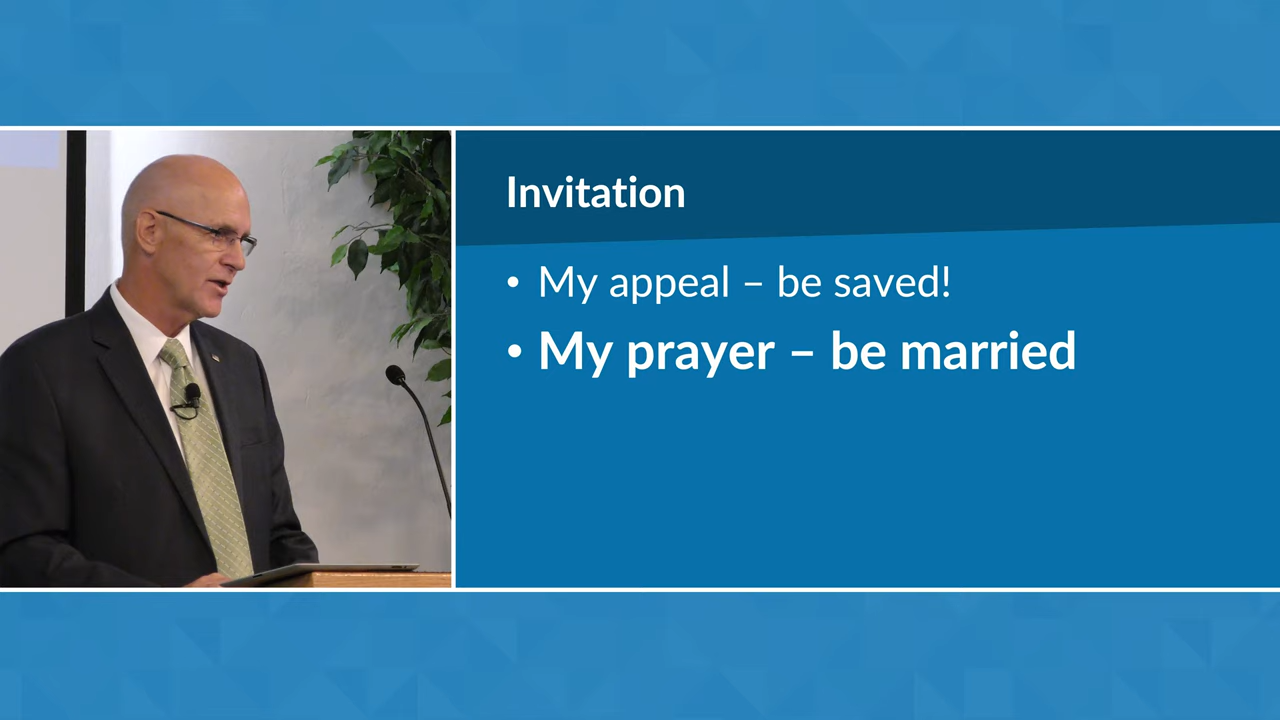 Invitation
• My appeal – be saved!
• My prayer – be married